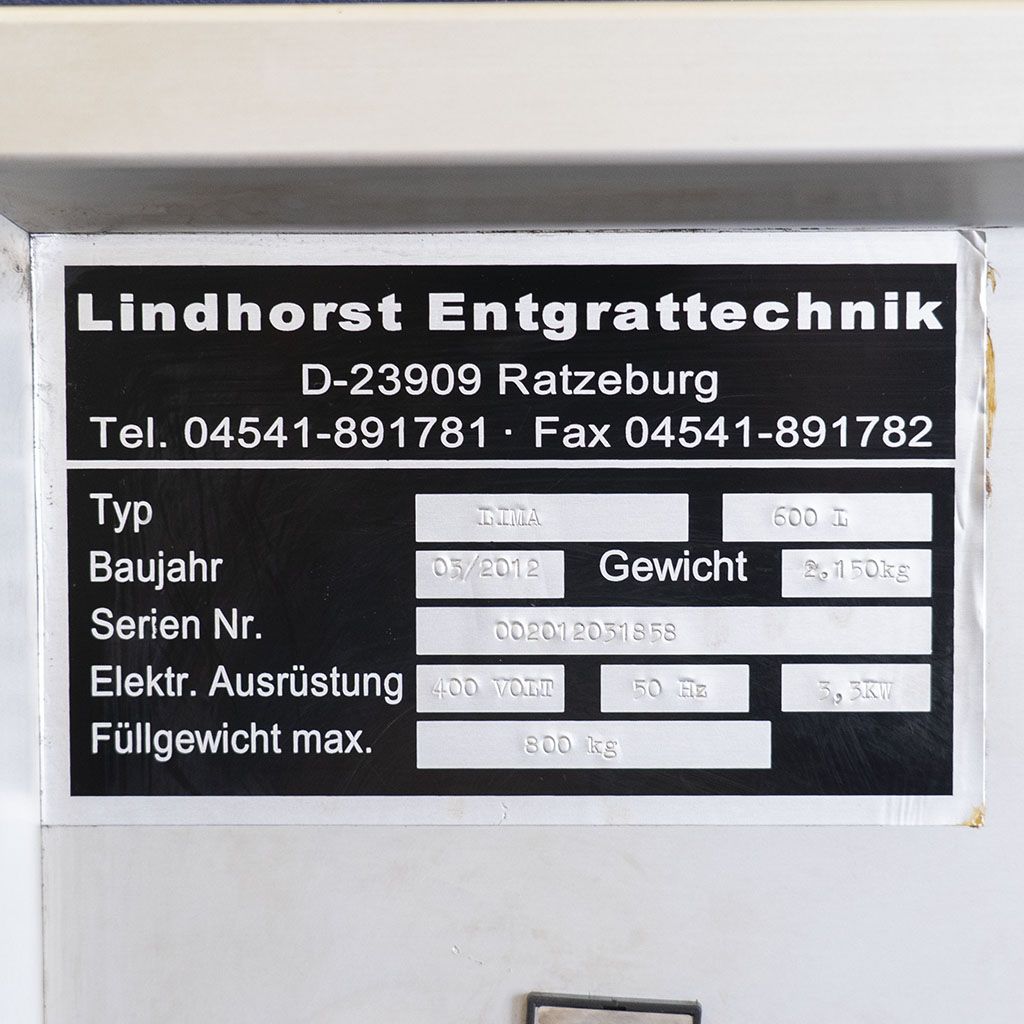 Lindhorst Entgrattechnik
D-23909 Ratzeburg
Tel. 04541-891781 · Fax 04541-891782
Typ LIMA 600 L
Baujahr 05/2012 Gewicht 2.150kg
Serien Nr. 002012031858
Elektr. Ausrüstung 400 VOLT 50 Hz 3,3KW
Füllgewicht max. 800 kg